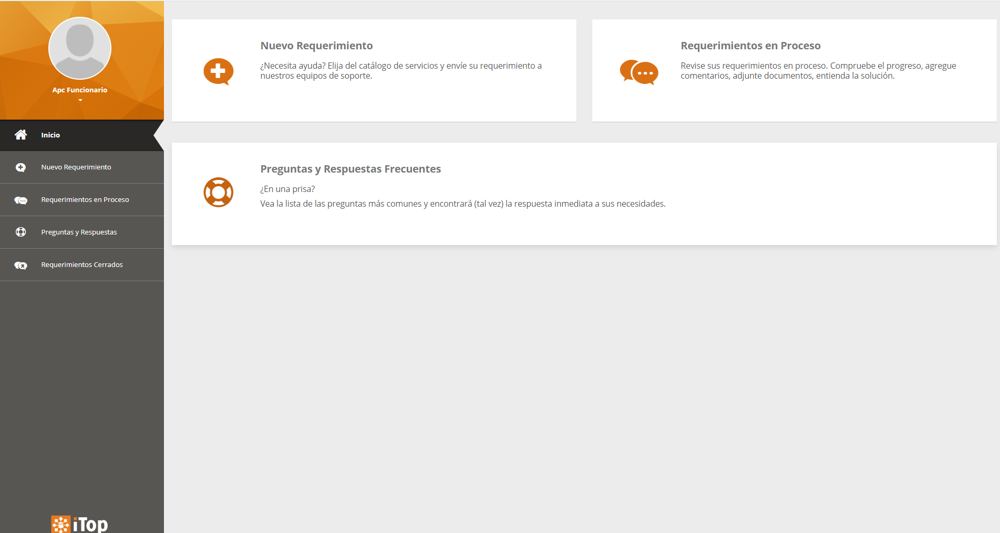 Apc Funcionario
Inicio
Nuevo Requerimiento
Requerimientos en Proceso
Preguntas y Respuestas
Requerimientos Cerrados
iTop
Nuevo Requerimiento
¿Necesita ayuda? Elija del catálogo de servicios y envíe su requerimiento a
nuestros equipos de soporte.
Requerimientos en Proceso
Revise sus requerimientos en proceso. Compruebe el progreso, agregue
comentarios, adjunte documentos, entienda la solución.
Preguntas y Respuestas Frecuentes
¿En una prisa?
Vea la lista de las preguntas más comunes y encontrará (tal vez) la respuesta inmediata a sus necesidades.